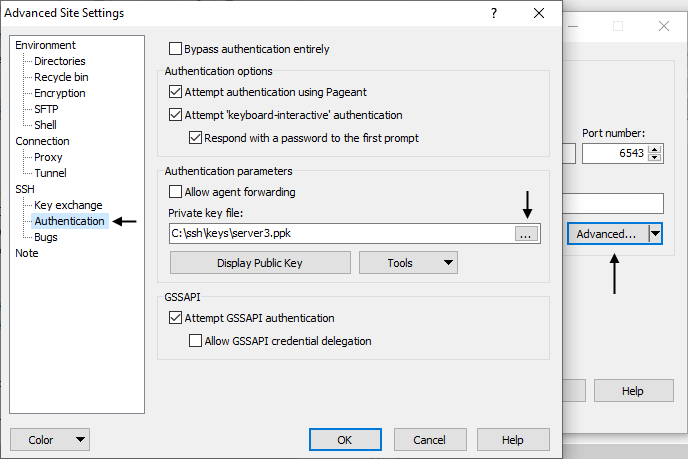 Advanced Site Settings
Environment
Directories
Recycle bin
Encryption
SFTP
Shell
Connection
Proxy
Tunnel
SSH
Key exchange
Authentication
Bugs
Note
Bypass authentication entirely
Authentication options
Attempt authentication using Pageant
Attempt 'keyboard-interactive' authentication
Respond with a password to the first prompt
Authentication parameters
Allow agent forwarding
Private key file:
C:\ssh\keys\server3.ppk
...
Display Public Key
Tools
GSSAPI
Attempt GSSAPI authentication
Allow GSSAPI credential delegation
Color
OK
Cancel
Help
Port number:
6543
Advanced...
Help